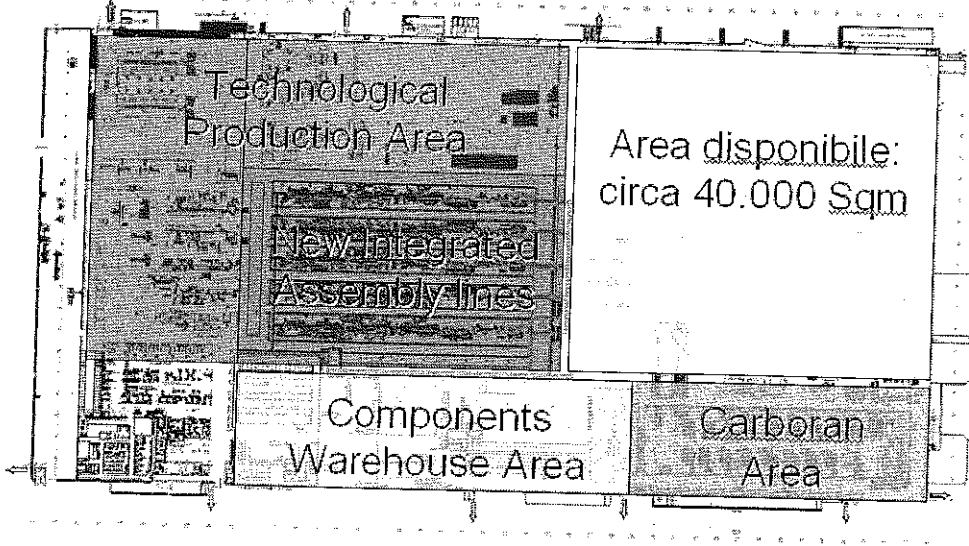 Technological
Production Area
Area disponibile:
circa 40.000 Sqm
New Integrated
Assembly lines
Components
Warehouse Area
Carboran
Area